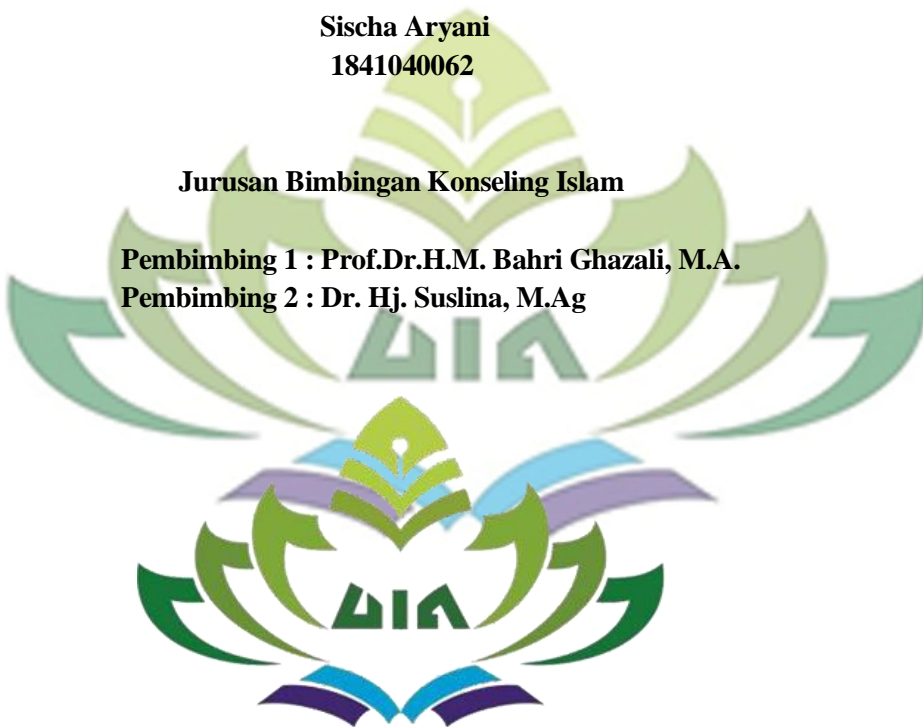 Sischa Aryani
1841040062
Jurusan Bimbingan Konseling Islam
Pembimbing 1 : Prof.Dr.H.M. Bahri Ghazali, M.A.
Pembimbing 2 : Dr. Hj. Suslina, M.Ag
UIN
UIN